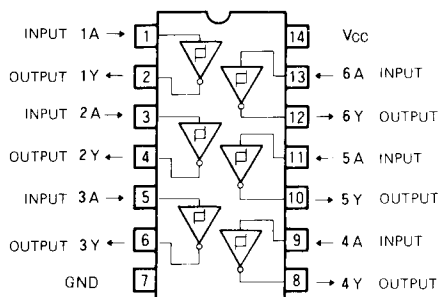 INPUT 1A → 1
14 Vcc
OUTPUT 1Y ← 2
13 ← 6A INPUT
INPUT 2A → 3
12 → 6Y OUTPUT
OUTPUT 2Y ← 4
11 ← 5A INPUT
INPUT 3A → 5
10 → 5Y OUTPUT
OUTPUT 3Y ← 6
9 ← 4A INPUT
GND 7
8 → 4Y OUTPUT